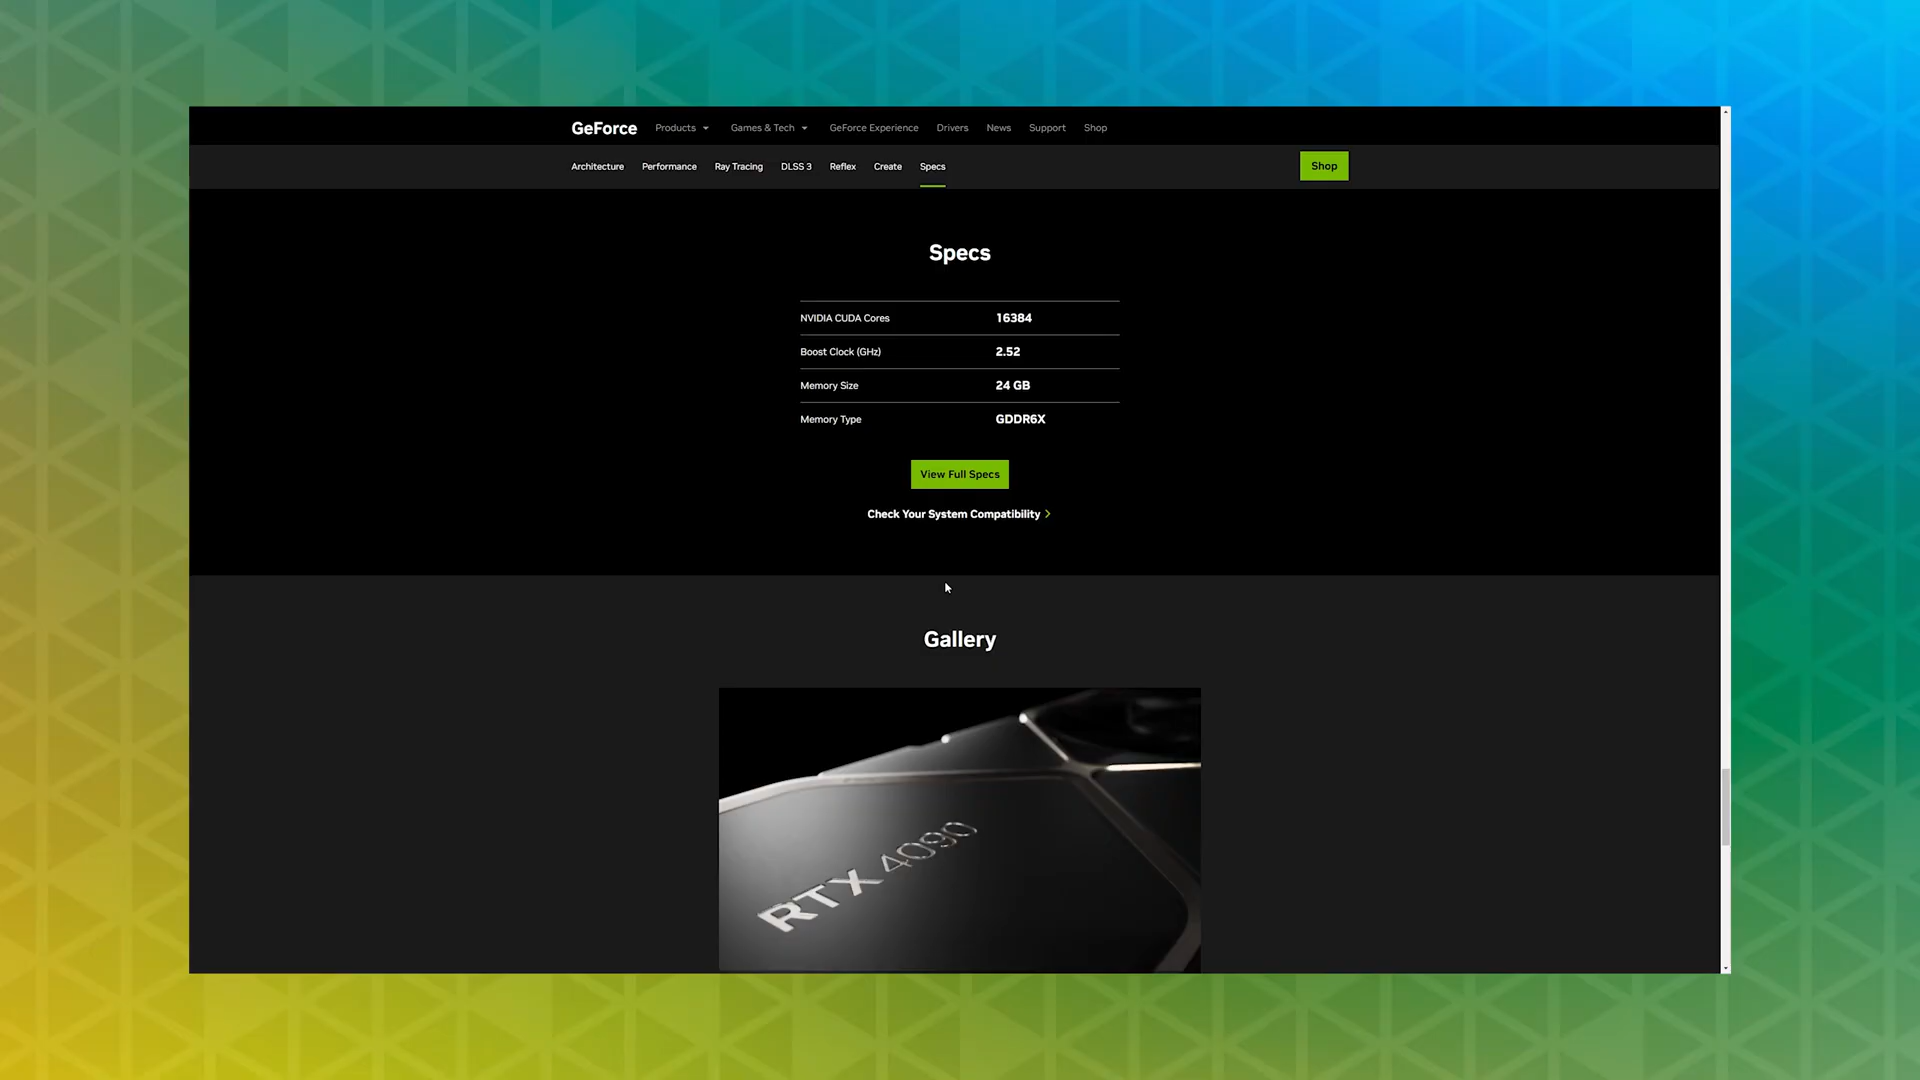 GeForce Products Games & Tech GeForce Experience Drivers News Support Shop
Architecture Performance Ray Tracing DLSS 3 Reflex Create Specs Shop
Specs
NVIDIA CUDA Cores 16384
Boost Clock (GHz) 2.52
Memory Size 24 GB
Memory Type GDDR6X
View Full Specs
Check Your System Compatibility
Gallery
RTX 4090